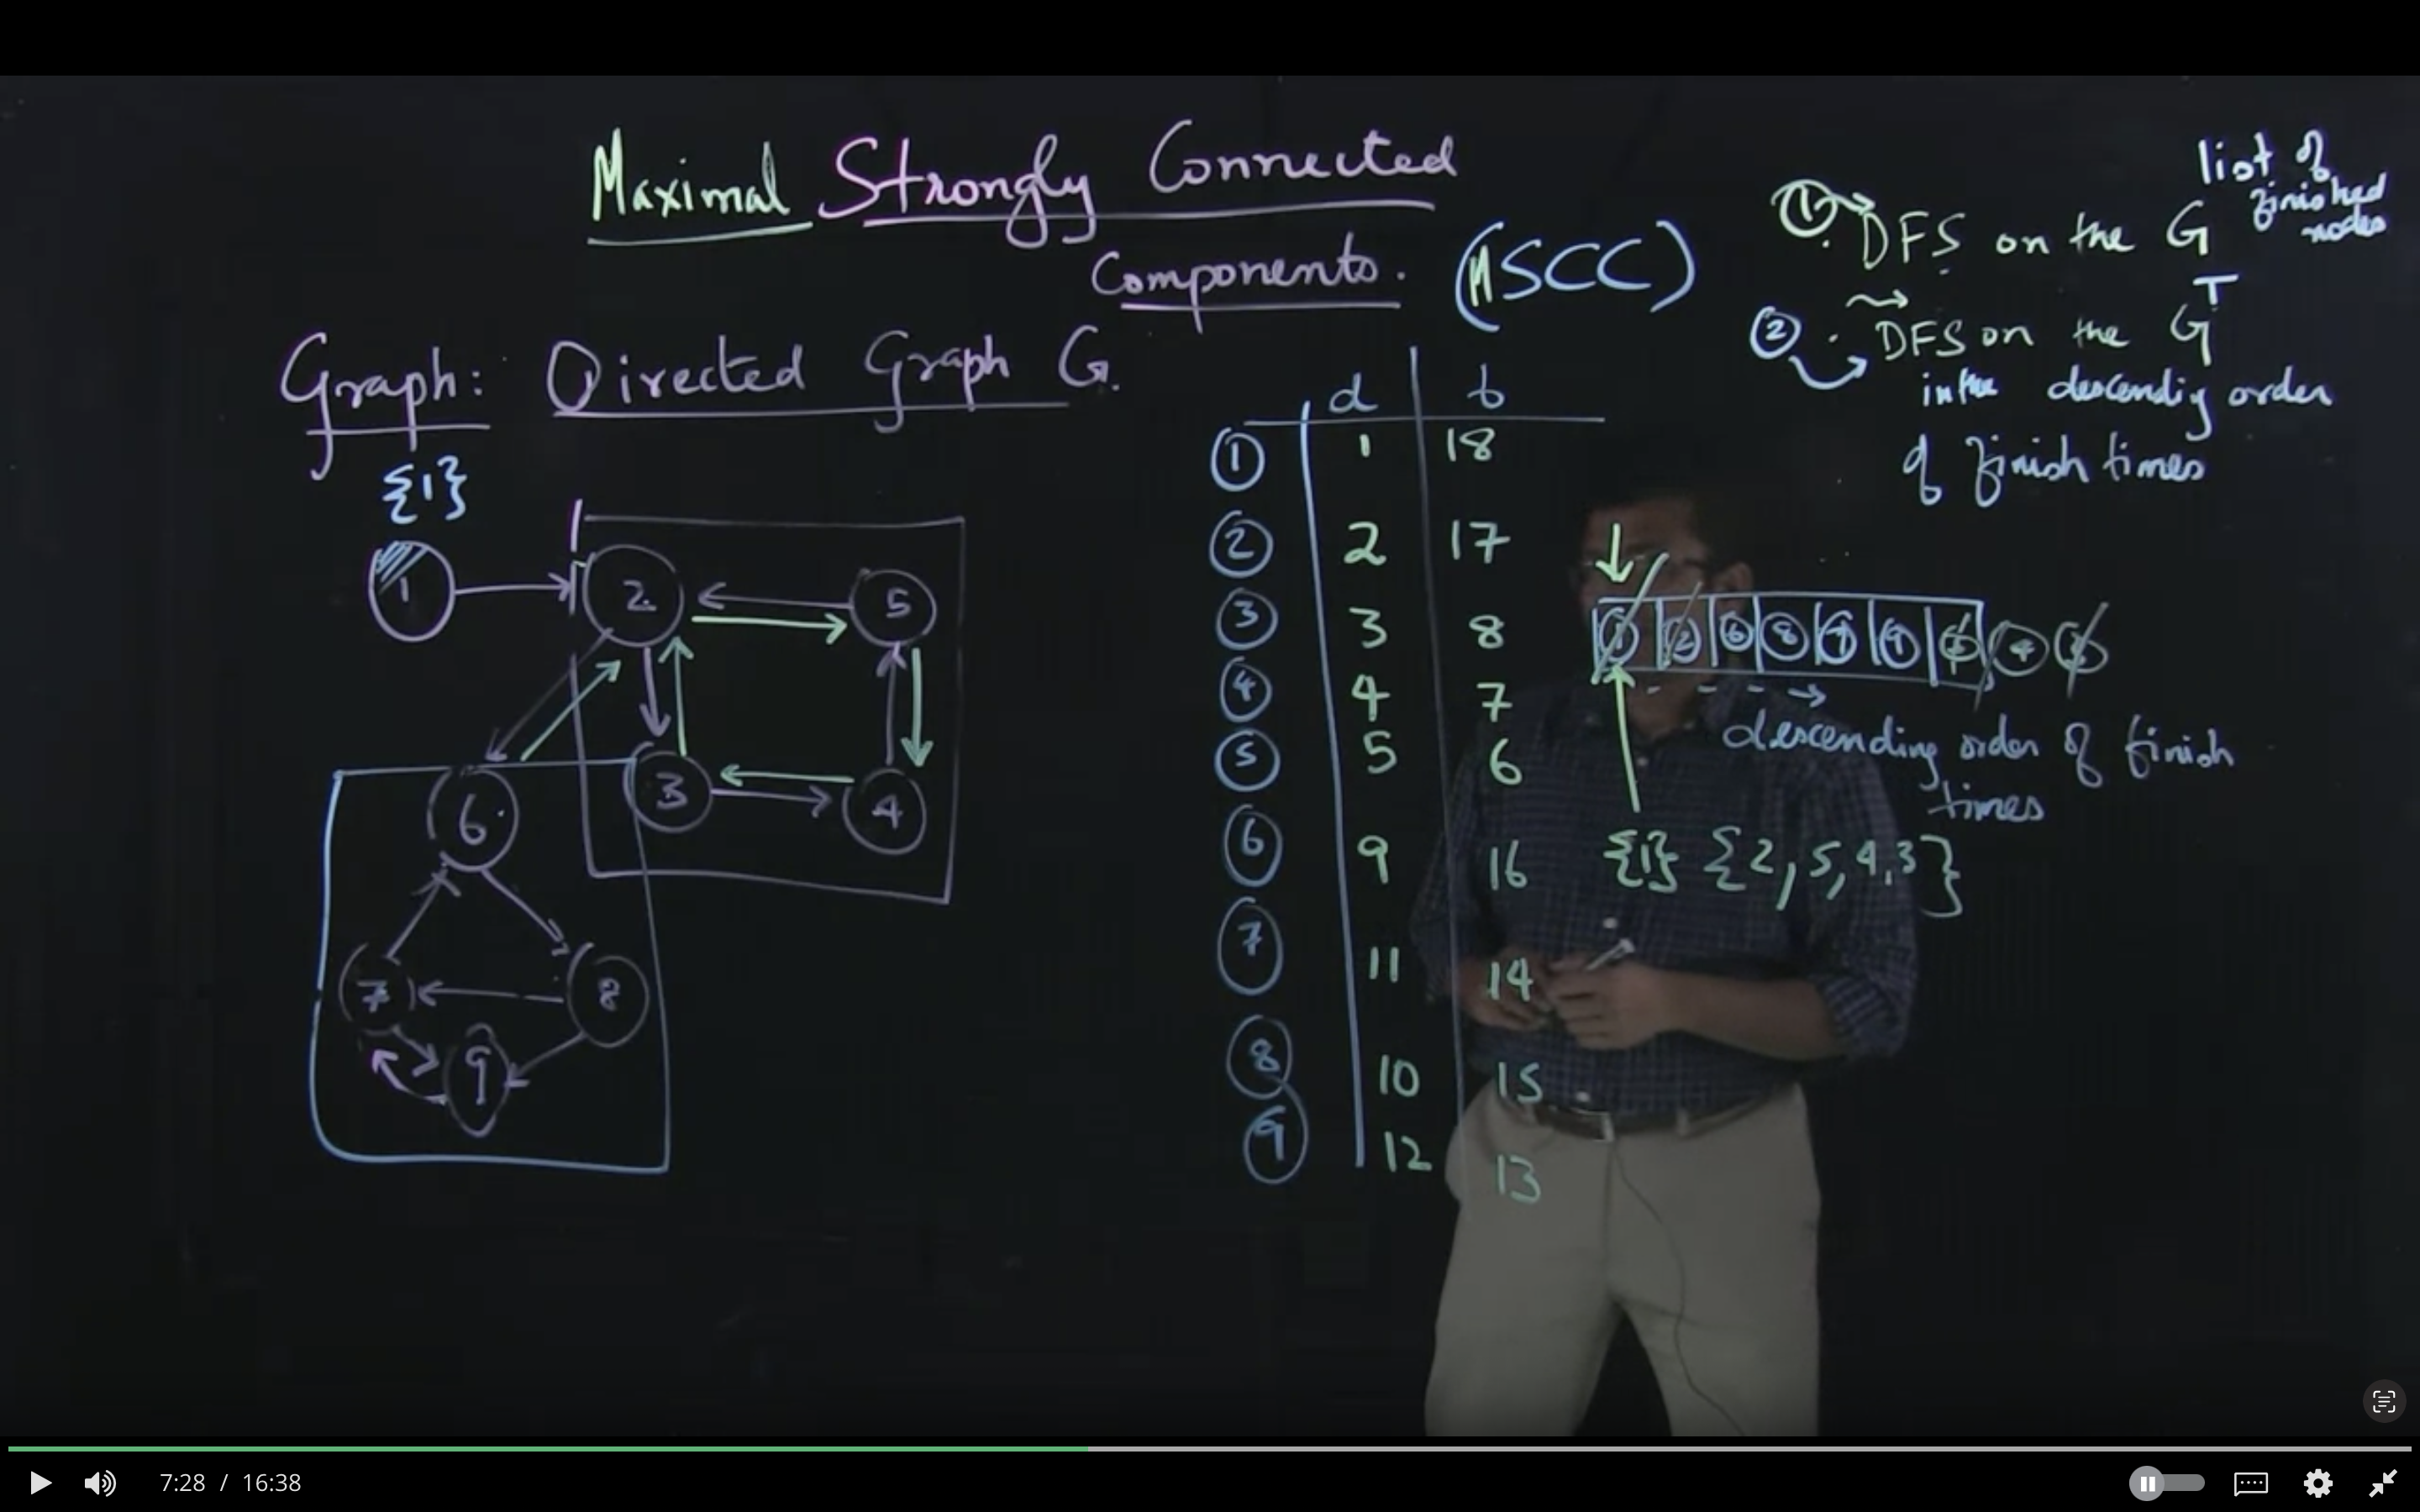 Maximal Strongly Connected
Components. (MSCC)
Graph: Directed Graph G.
{1}
1
2
5
3
4
6
7
8
9
1 DFS on the G list of finished nodes
2 DFS on the G^T
in the descendig order
of finish times
d f
1 1 18
2 2 17
3 3 8
4 4 7
5 5 6
6 9 16
7 11 14
8 10 15
9 12 13
1 2 6 8 7 9
descending order of finish
times
{1} {2, 5, 4, 3}
7:28 / 16:38